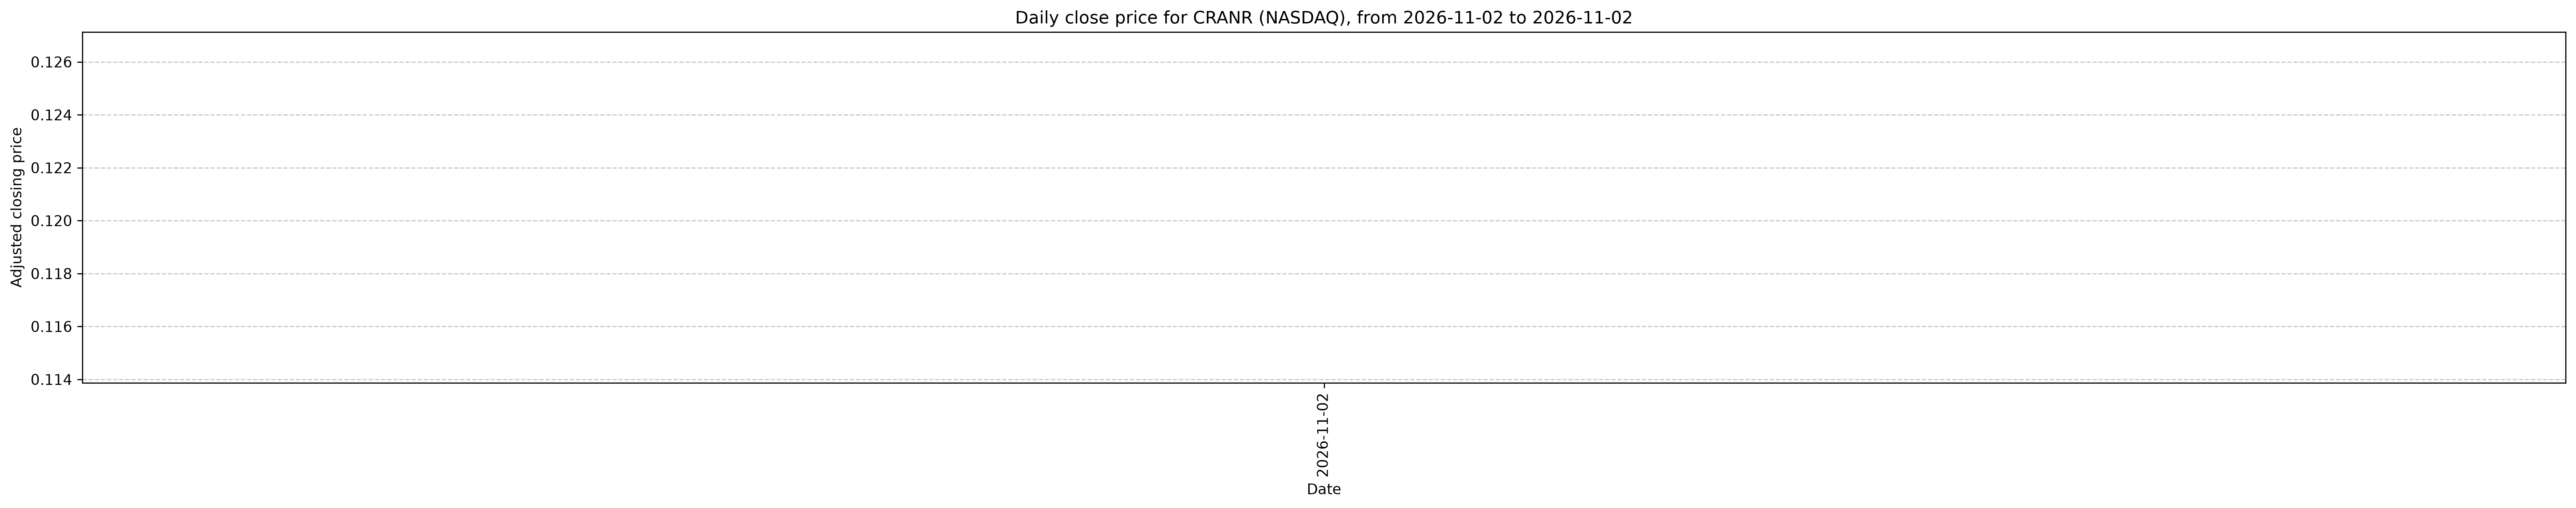 Daily close price for CRANR (NASDAQ), from 2026-11-02 to 2026-11-02
Adjusted closing price
0.126
0.124
0.122
0.120
0.118
0.116
0.114
2026-11-02
Date